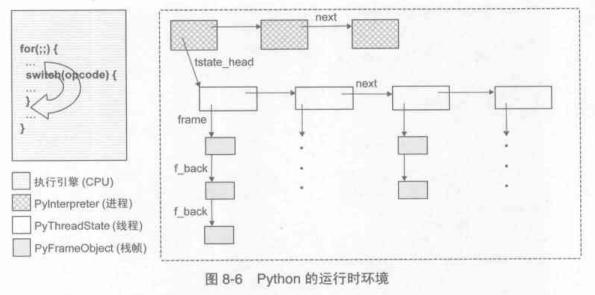 for(;;) {
...
switch(opcode) {
...
}
...
}
执行引擎 (CPU)
PyInterpreter (进程)
PyThreadState (线程)
PyFrameObject (栈帧)
next
tstate_head
next
frame
f_back
f_back
图 8-6 Python 的运行时环境